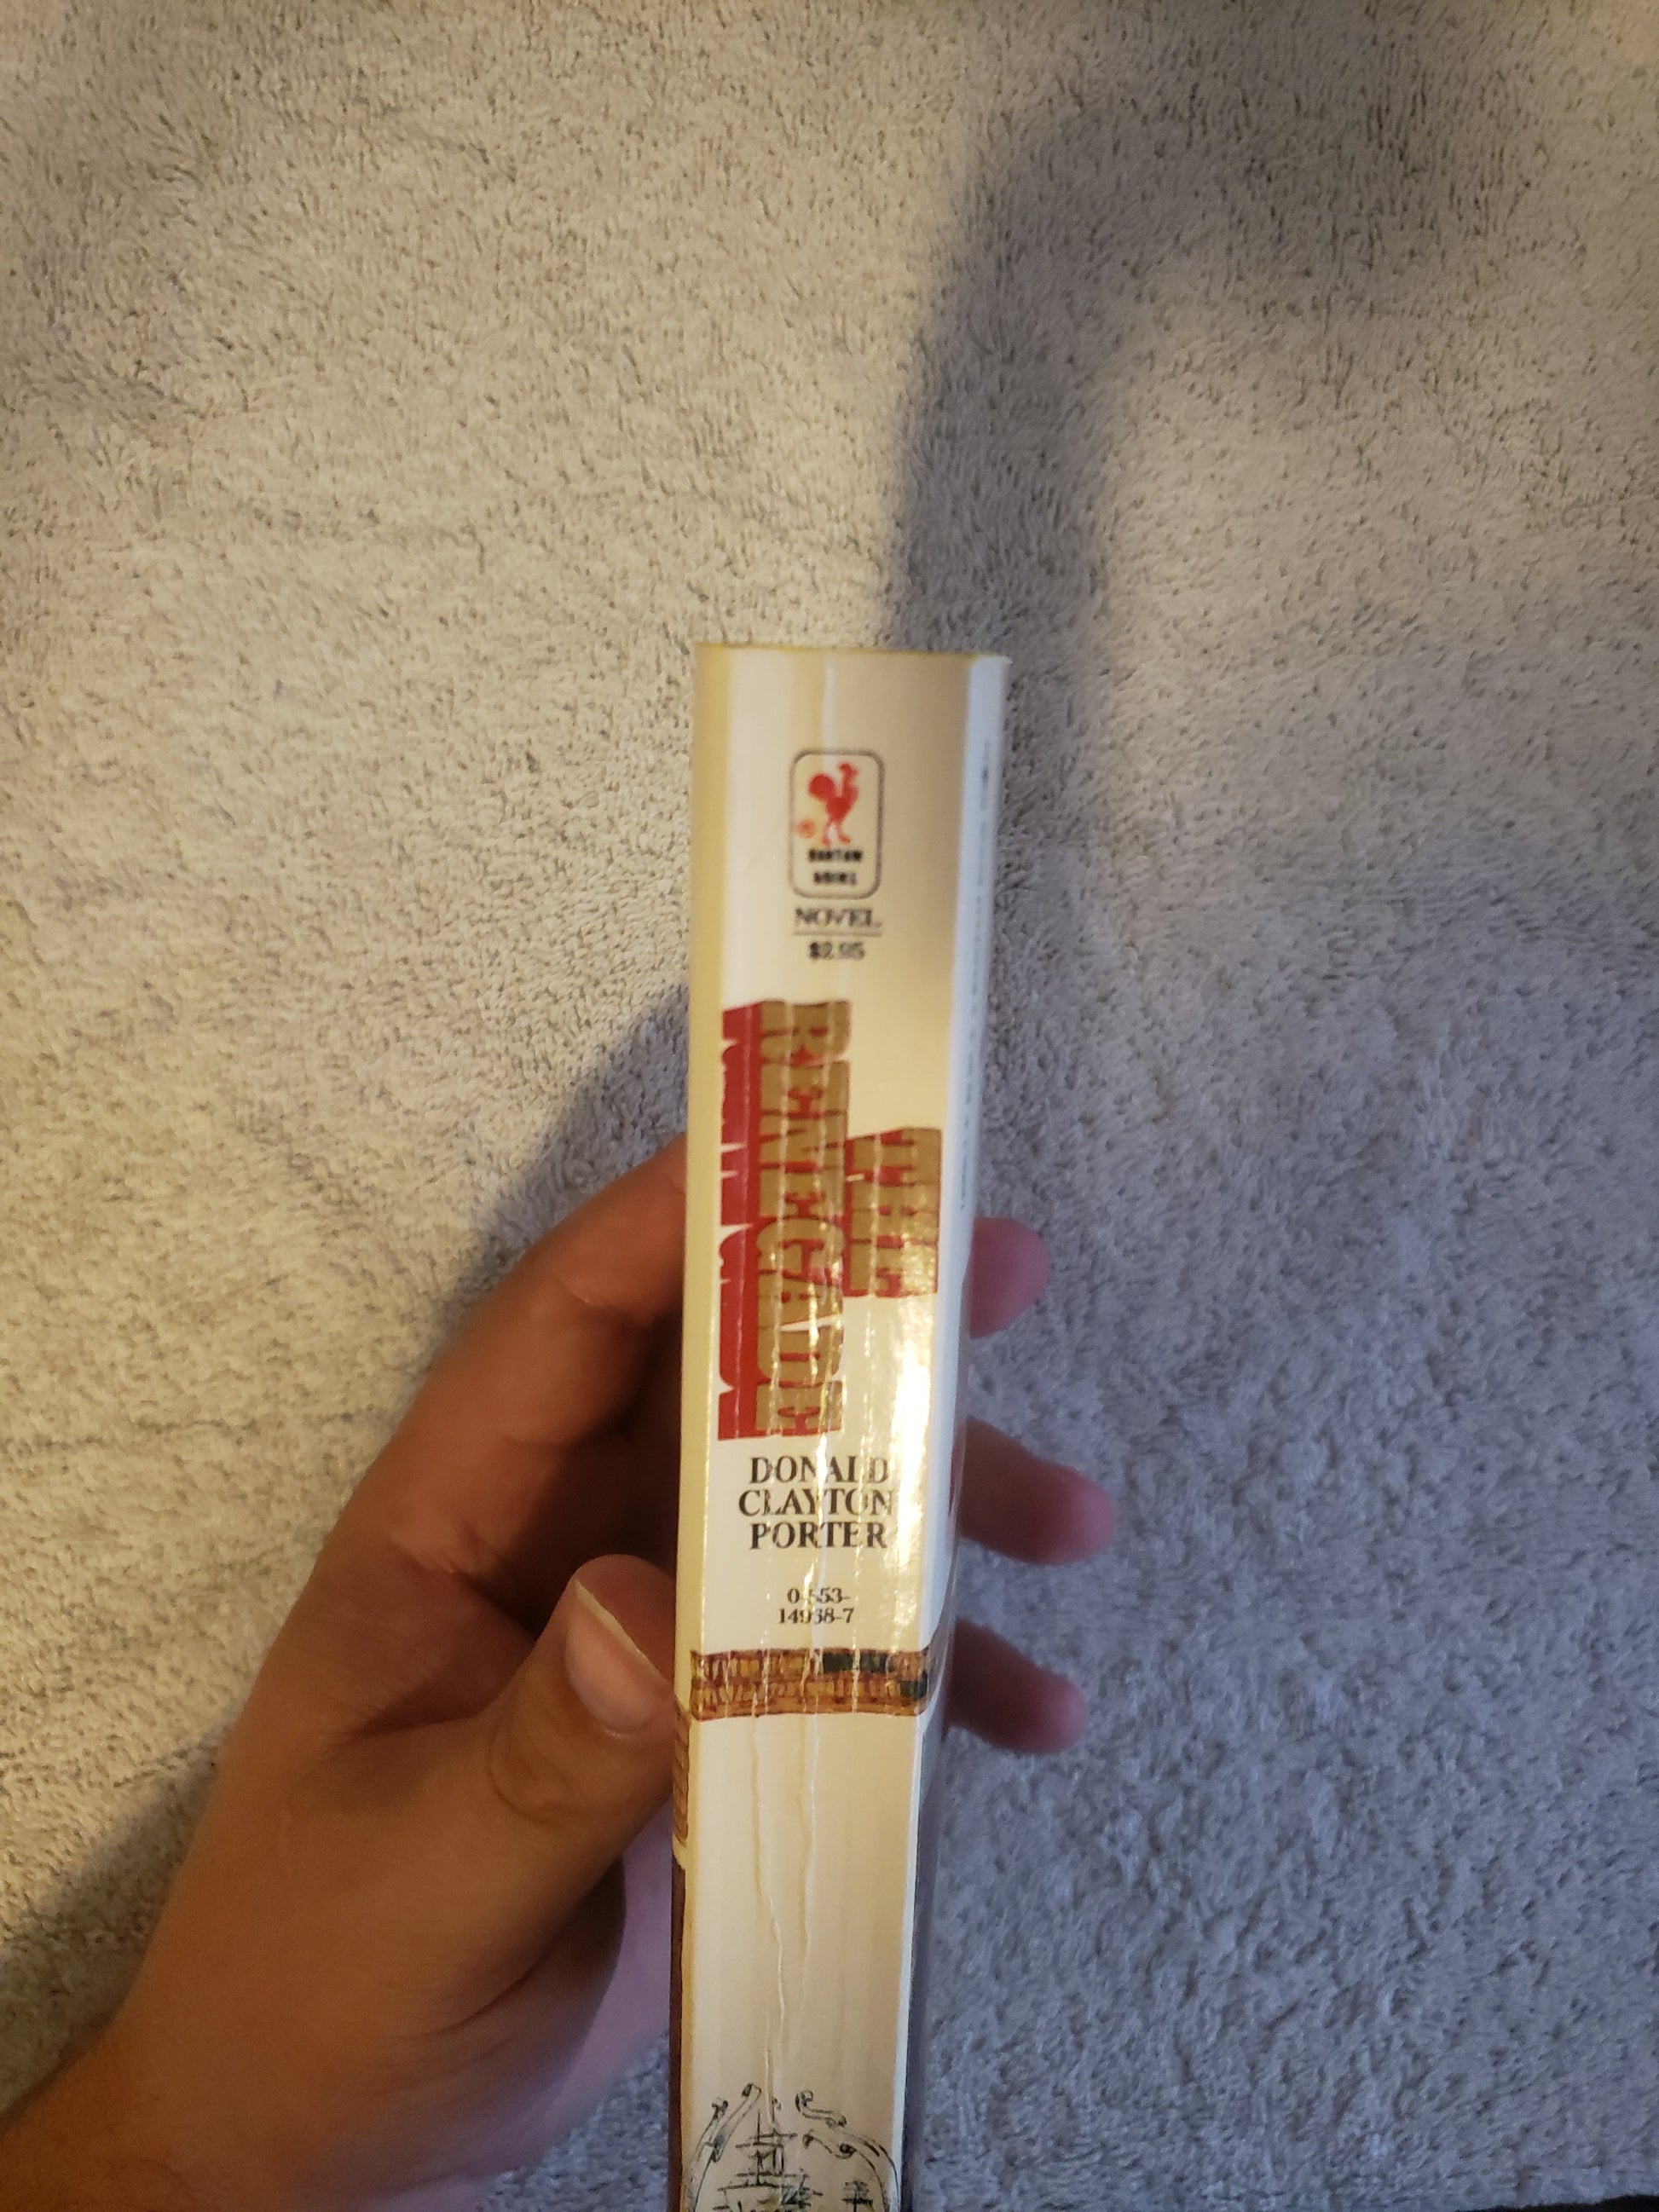 BANTAM
BOOKS
NOVEL
$2.95
THE
RENEGADE
DONALD
CLAYTON
PORTER
0-553-
14968-7